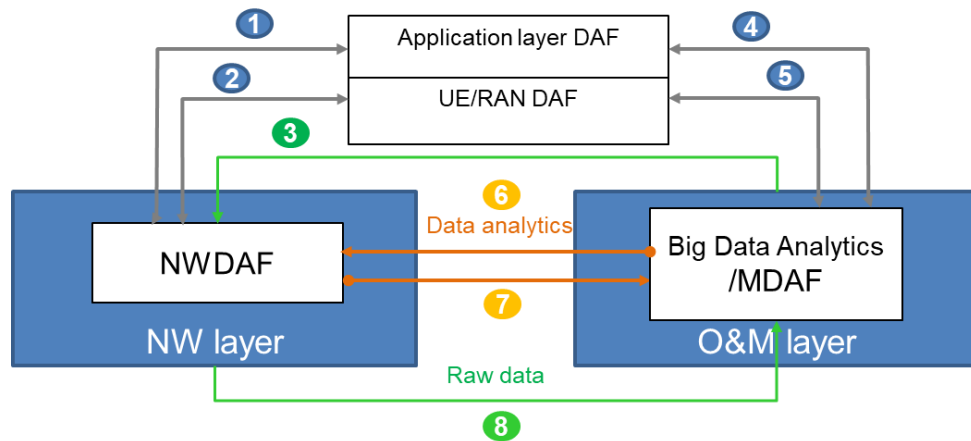 1
Application layer DAF
4
2
UE/RAN DAF
5
3
6
Data analytics
NWDAF
Big Data Analytics
/MDAF
7
NW layer
O&M layer
Raw data
8